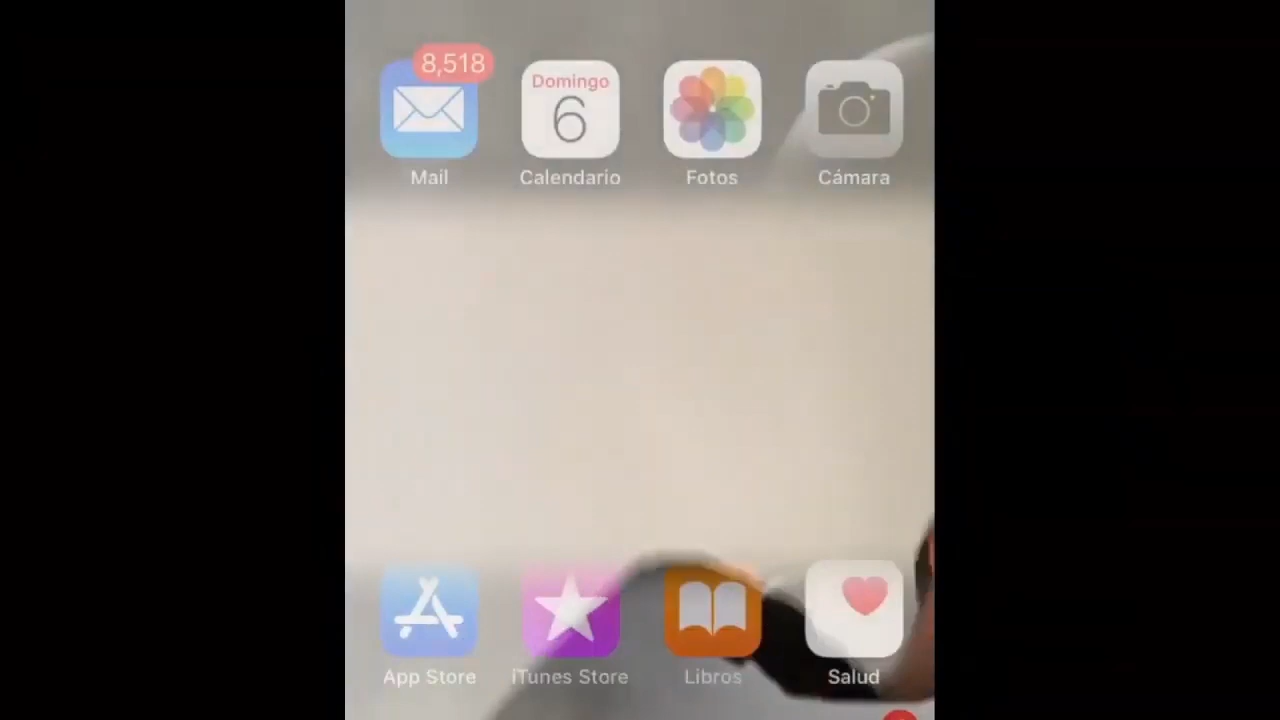 8,518
Domingo
6
Mail
Calendario
Fotos
Cámara
App Store
iTunes Store
Libros
Salud